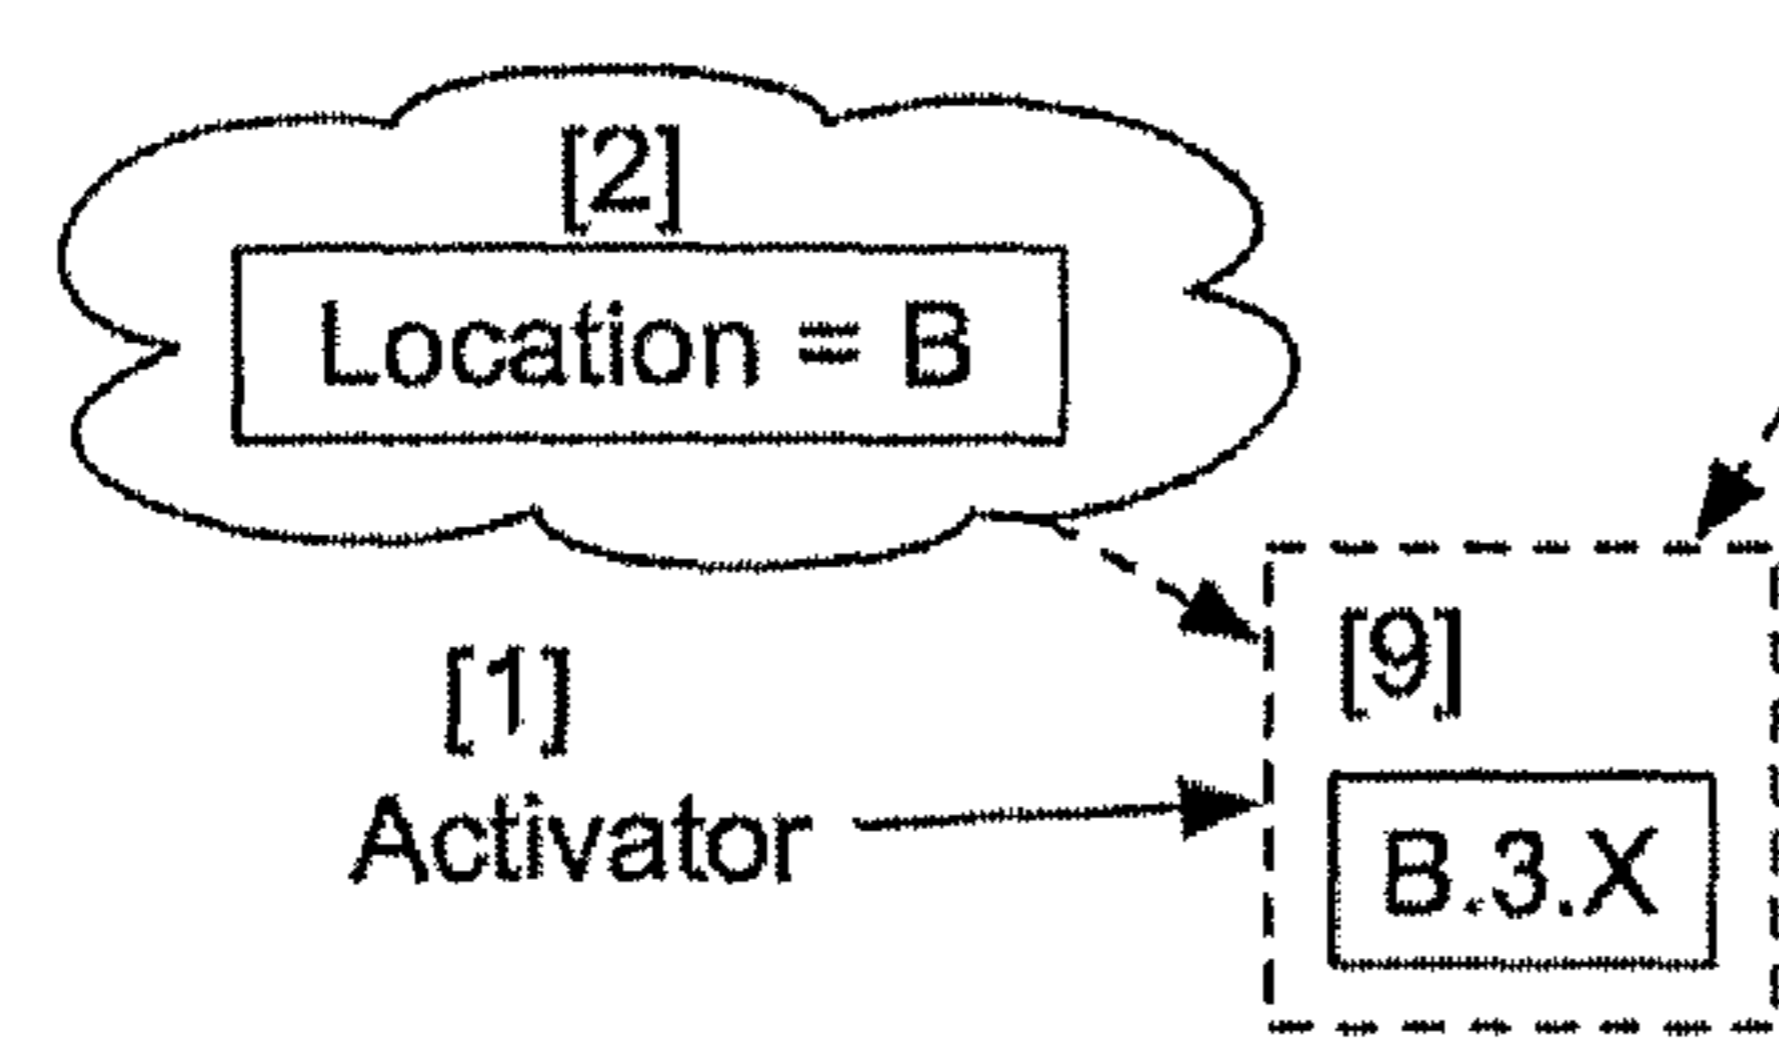 [2]
Location = B
[1]
Activator
[9]
B.3.X